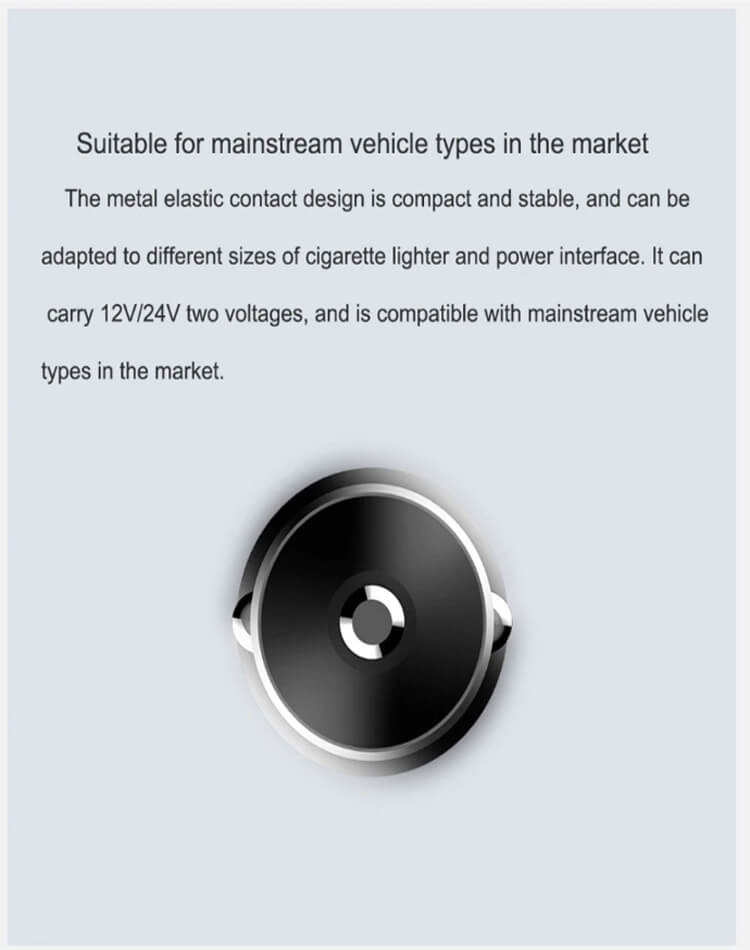 Suitable for mainstream vehicle types in the market
The metal elastic contact design is compact and stable, and can be
adapted to different sizes of cigarette lighter and power interface. It can
carry 12V/24V two voltages, and is compatible with mainstream vehicle
types in the market.